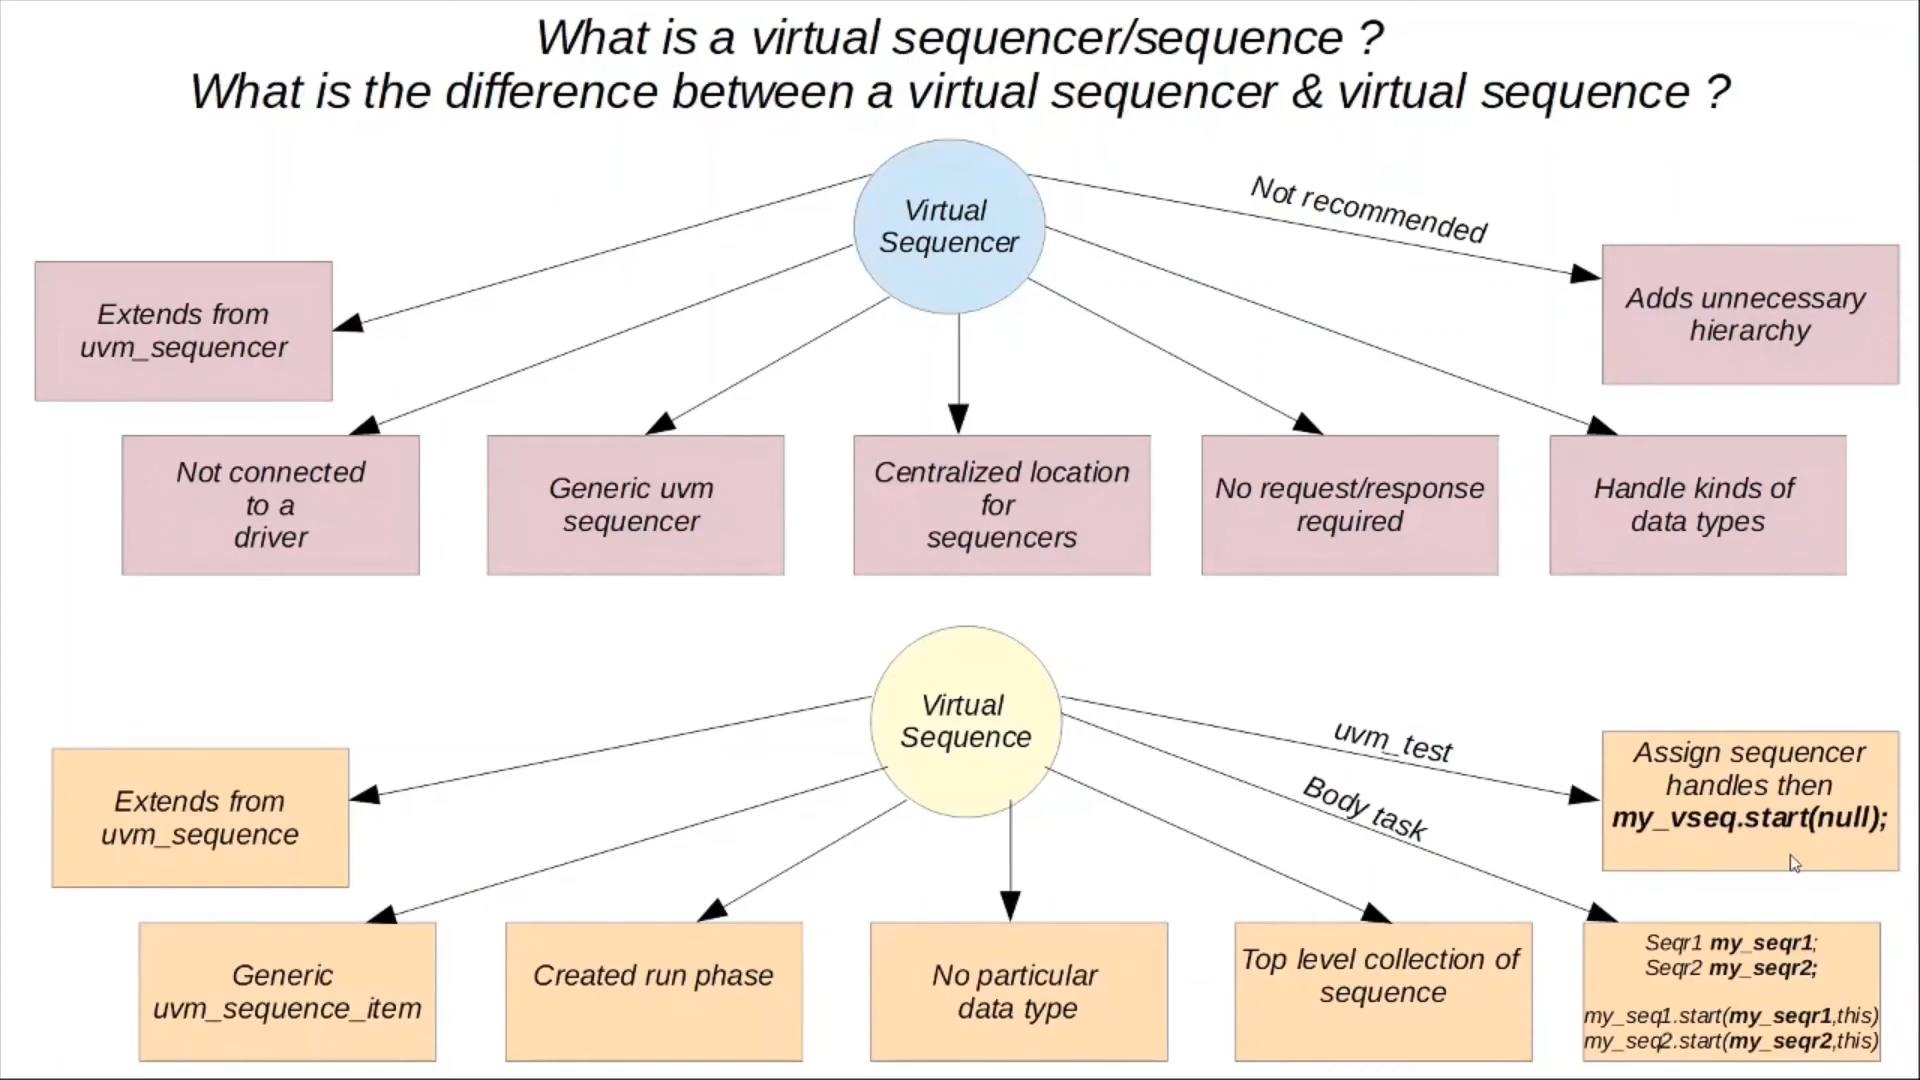 What is a virtual sequencer/sequence ?
What is the difference between a virtual sequencer & virtual sequence ?
Virtual
Sequencer
Not recommended
Extends from
uvm_sequencer
Adds unnecessary
hierarchy
Not connected
to a
driver
Generic uvm
sequencer
Centralized location
for
sequencers
No request/response
required
Handle kinds of
data types
Virtual
Sequence
uvm_test
Body task
Extends from
uvm_sequence
Assign sequencer
handles then
my_vseq.start(null);
Generic
uvm_sequence_item
Created run phase
No particular
data type
Top level collection of
sequence
Seqr1 my_seqr1;
Seqr2 my_seqr2;
my_seq1.start(my_seqr1,this)
my_seq2.start(my_seqr2,this)